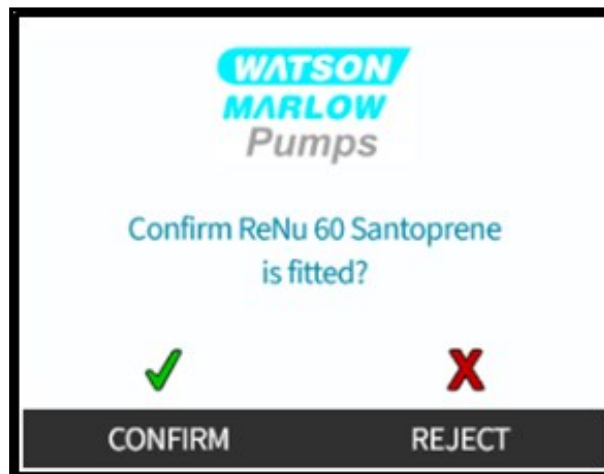 WATSON
MARLOW
Pumps
Confirm ReNu 60 Santoprene
is fitted?
CONFIRM REJECT